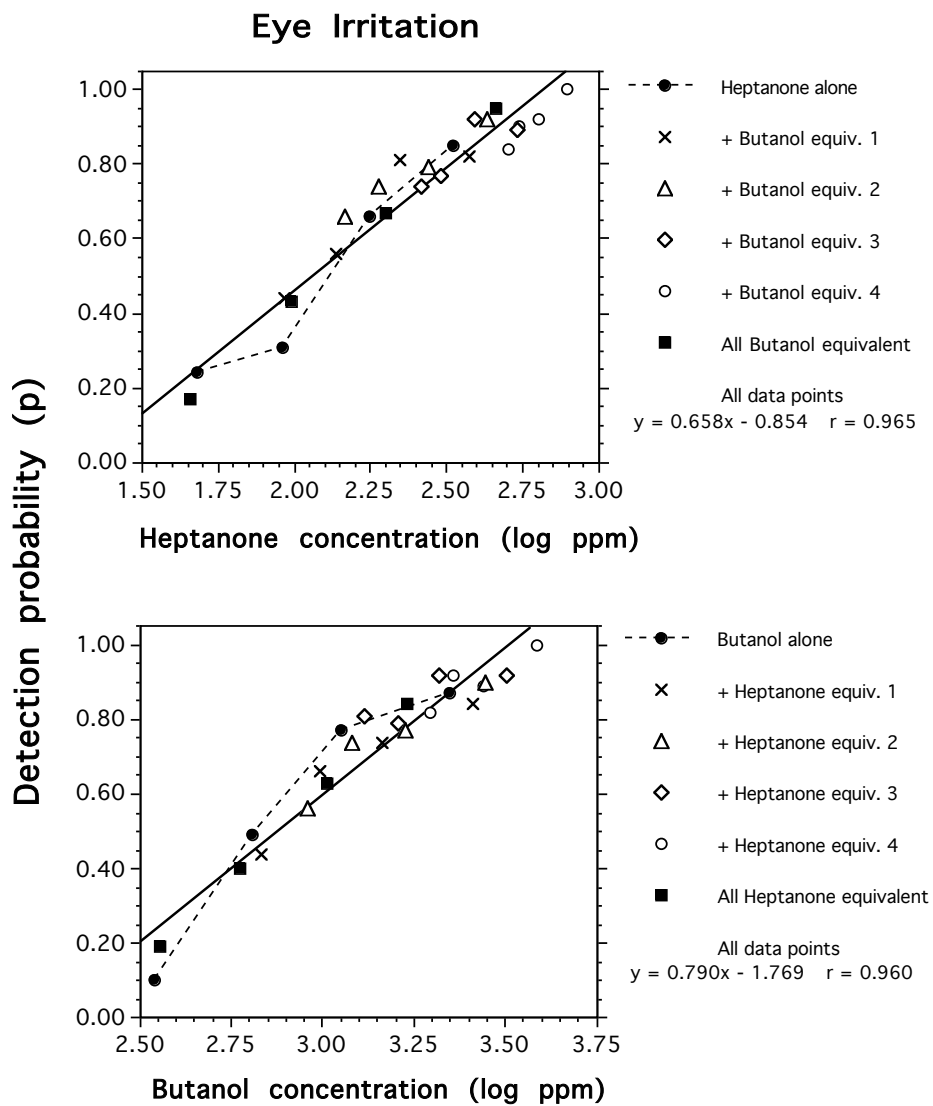 Eye Irritation
Detection probability (p)
1.00
0.80
0.60
0.40
0.20
0.00
1.50 1.75 2.00 2.25 2.50 2.75 3.00
Heptanone concentration (log ppm)
Heptanone alone
+ Butanol equiv. 1
+ Butanol equiv. 2
+ Butanol equiv. 3
+ Butanol equiv. 4
All Butanol equivalent
All data points
y = 0.658x - 0.854 r = 0.965
1.00
0.80
0.60
0.40
0.20
0.00
2.50 2.75 3.00 3.25 3.50 3.75
Butanol concentration (log ppm)
Butanol alone
+ Heptanone equiv. 1
+ Heptanone equiv. 2
+ Heptanone equiv. 3
+ Heptanone equiv. 4
All Heptanone equivalent
All data points
y = 0.790x - 1.769 r = 0.960